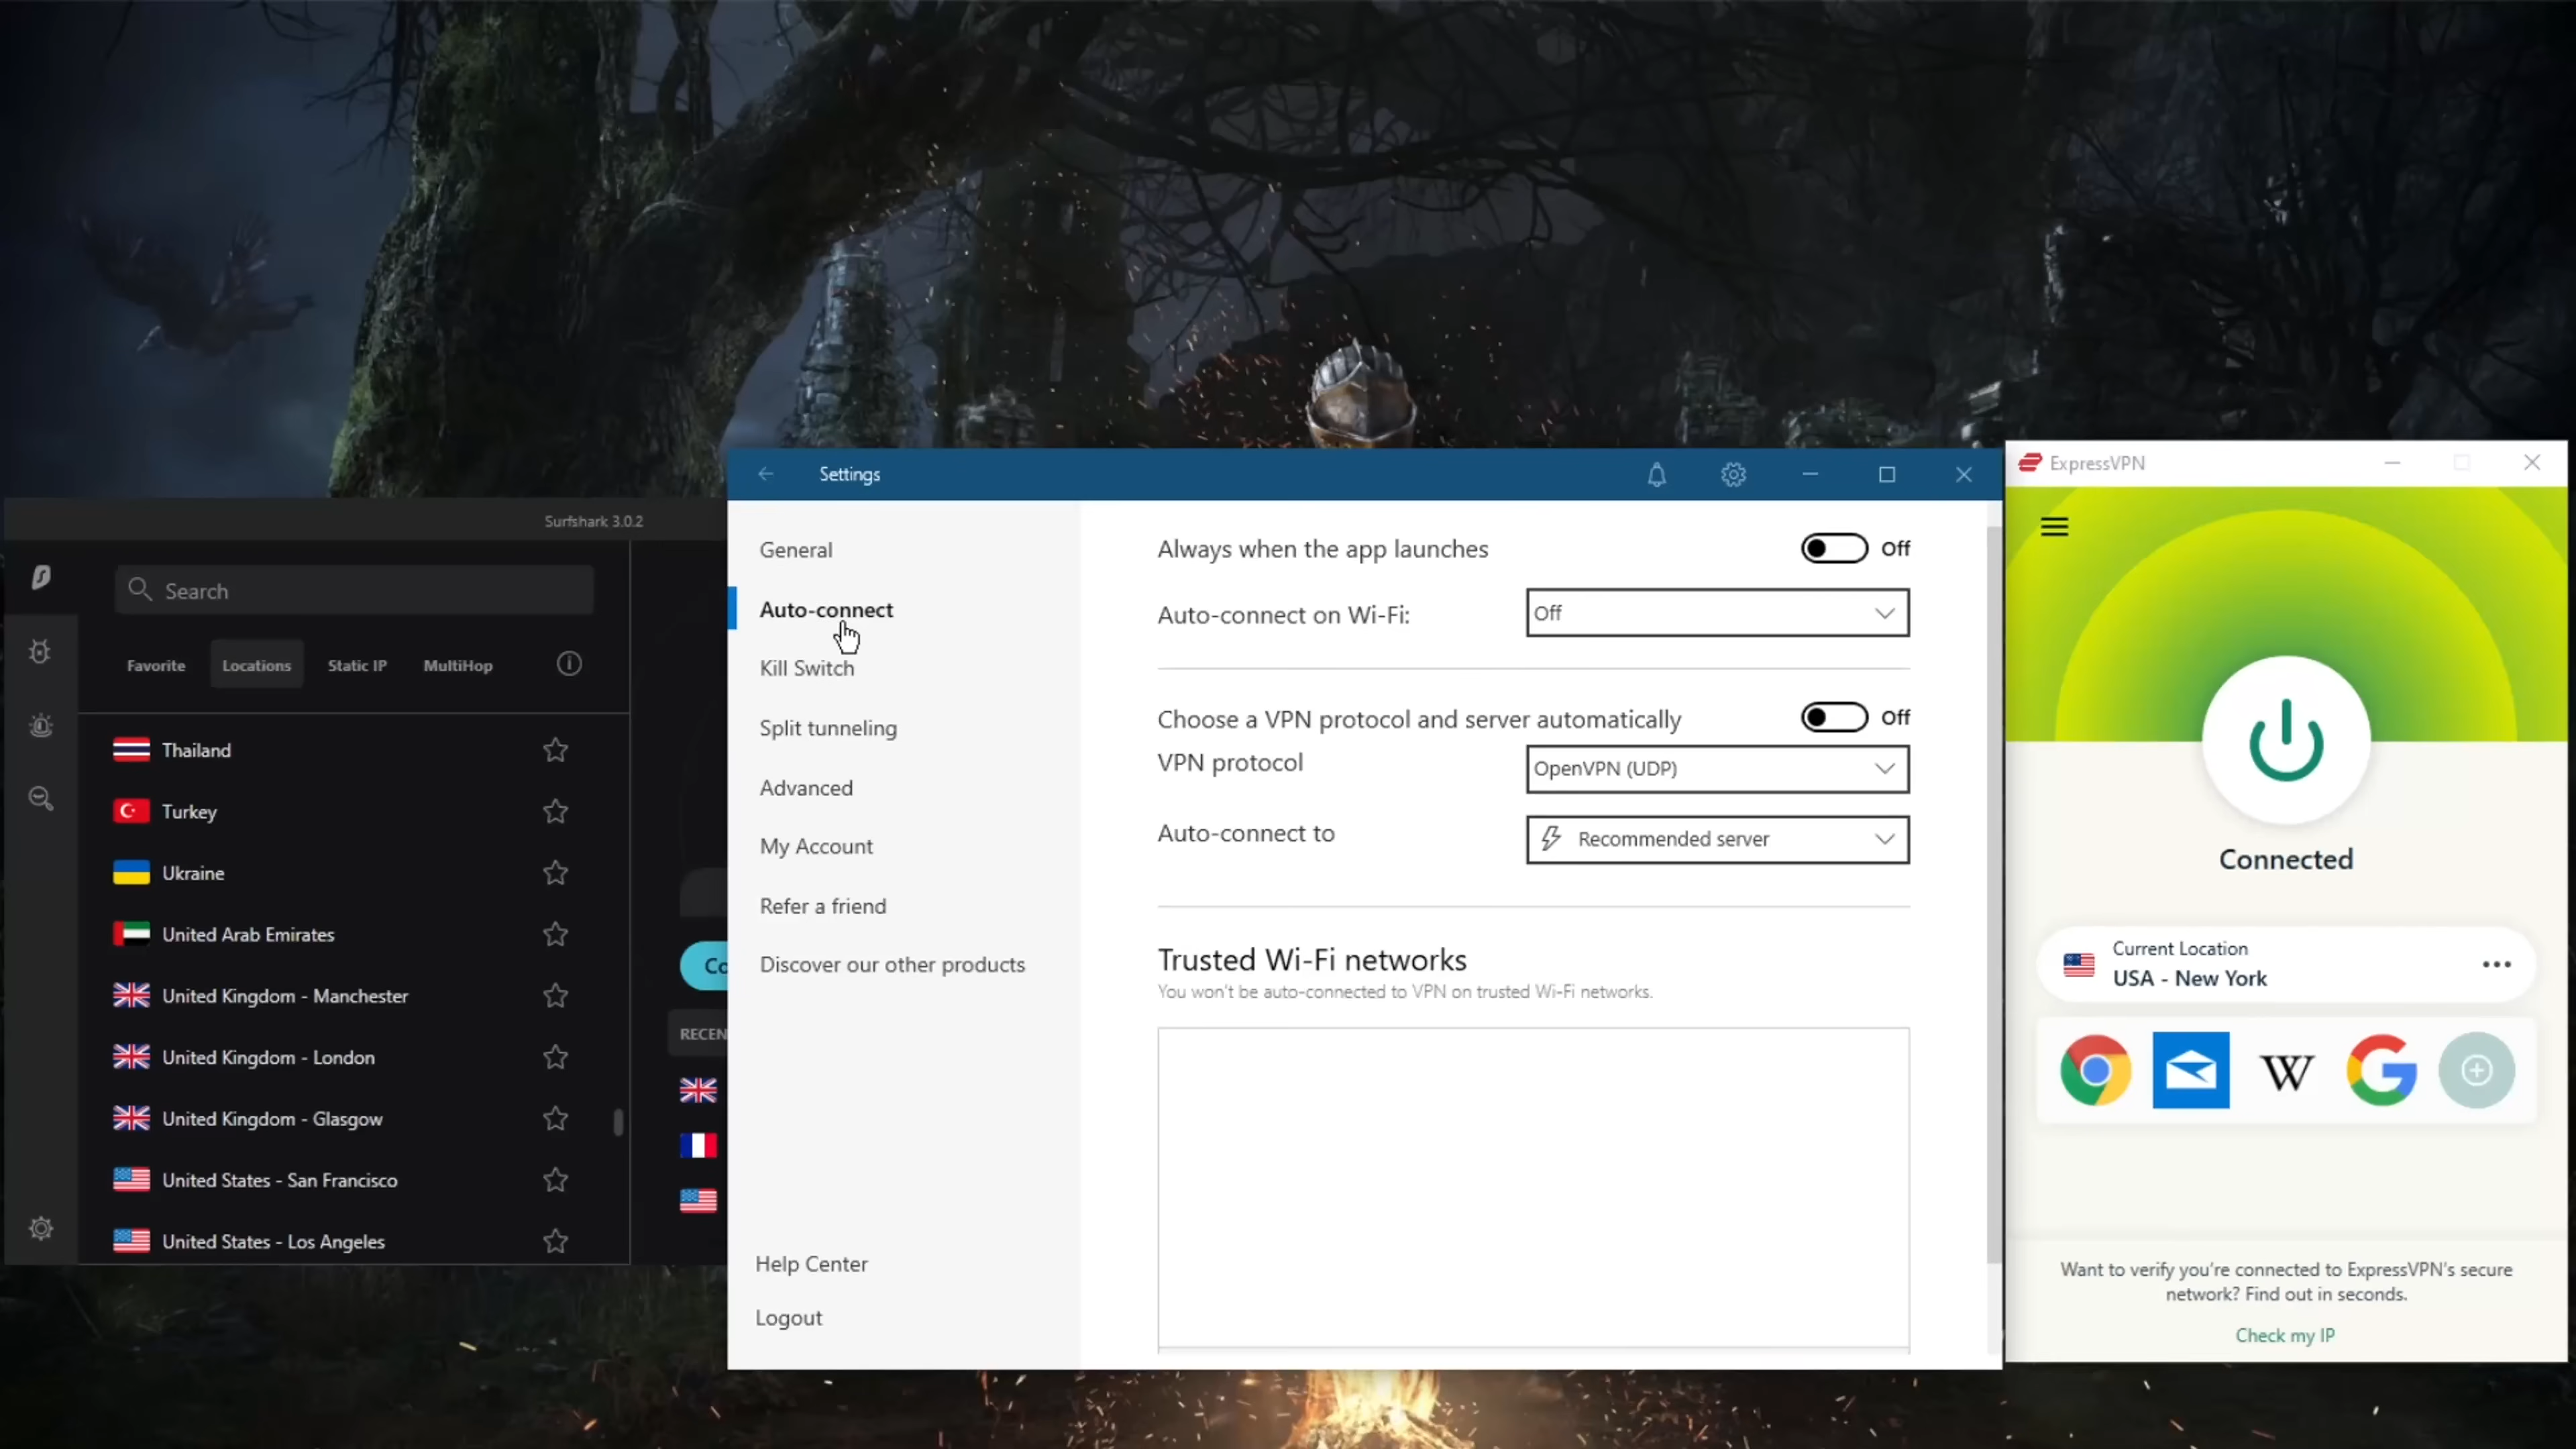 Surfshark 3.0.2
Search
Favorite
Locations
Static IP
MultiHop
Thailand
Turkey
Ukraine
United Arab Emirates
United Kingdom - Manchester
United Kingdom - London
United Kingdom - Glasgow
United States - San Francisco
United States - Los Angeles
Co
RECEN
Settings
General
Auto-connect
Kill Switch
Split tunneling
Advanced
My Account
Refer a friend
Discover our other products
Help Center
Logout
Always when the app launches
Off
Auto-connect on Wi-Fi:
Off
Choose a VPN protocol and server automatically
Off
VPN protocol
OpenVPN (UDP)
Auto-connect to
Recommended server
Trusted Wi-Fi networks
You won't be auto-connected to VPN on trusted Wi-Fi networks.
ExpressVPN
Connected
Current Location
USA - New York
W
Want to verify you're connected to ExpressVPN's secure
network? Find out in seconds.
Check my IP